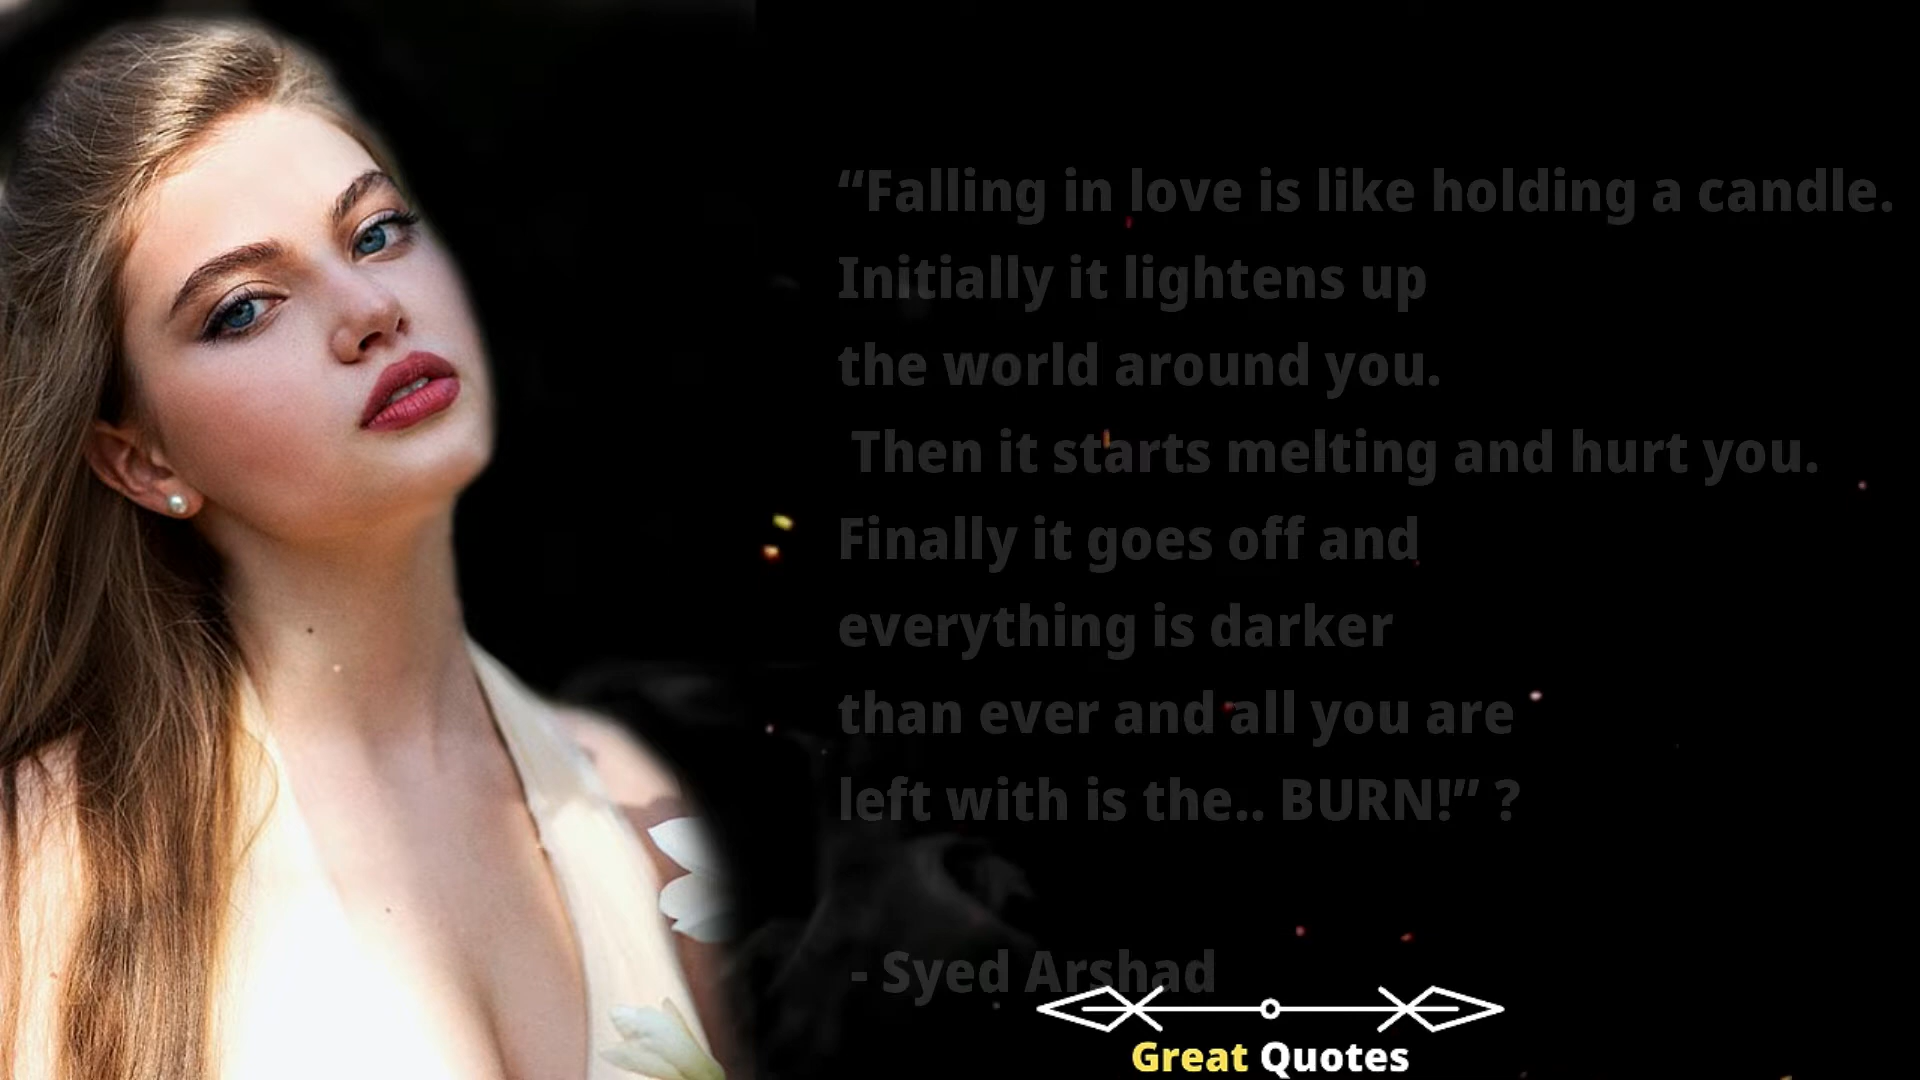 “Falling in love is like holding a candle.
Initially it lightens up
the world around you.
Then it starts melting and hurt you.
Finally it goes off and
everything is darker
than ever and all you are
left with is the.. BURN!” ?
- Syed Arshad
Great Quotes